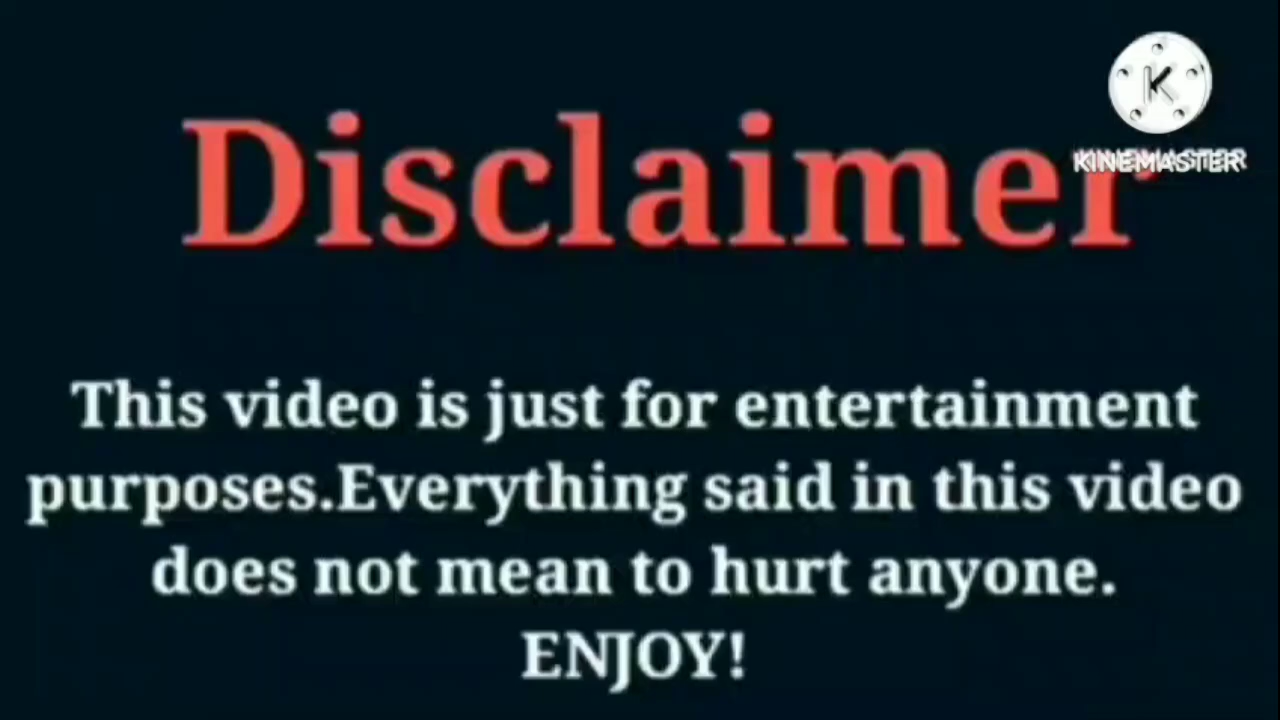 K
KINEMASTER
Disclaimer
This video is just for entertainment
purposes.Everything said in this video
does not mean to hurt anyone.
ENJOY!